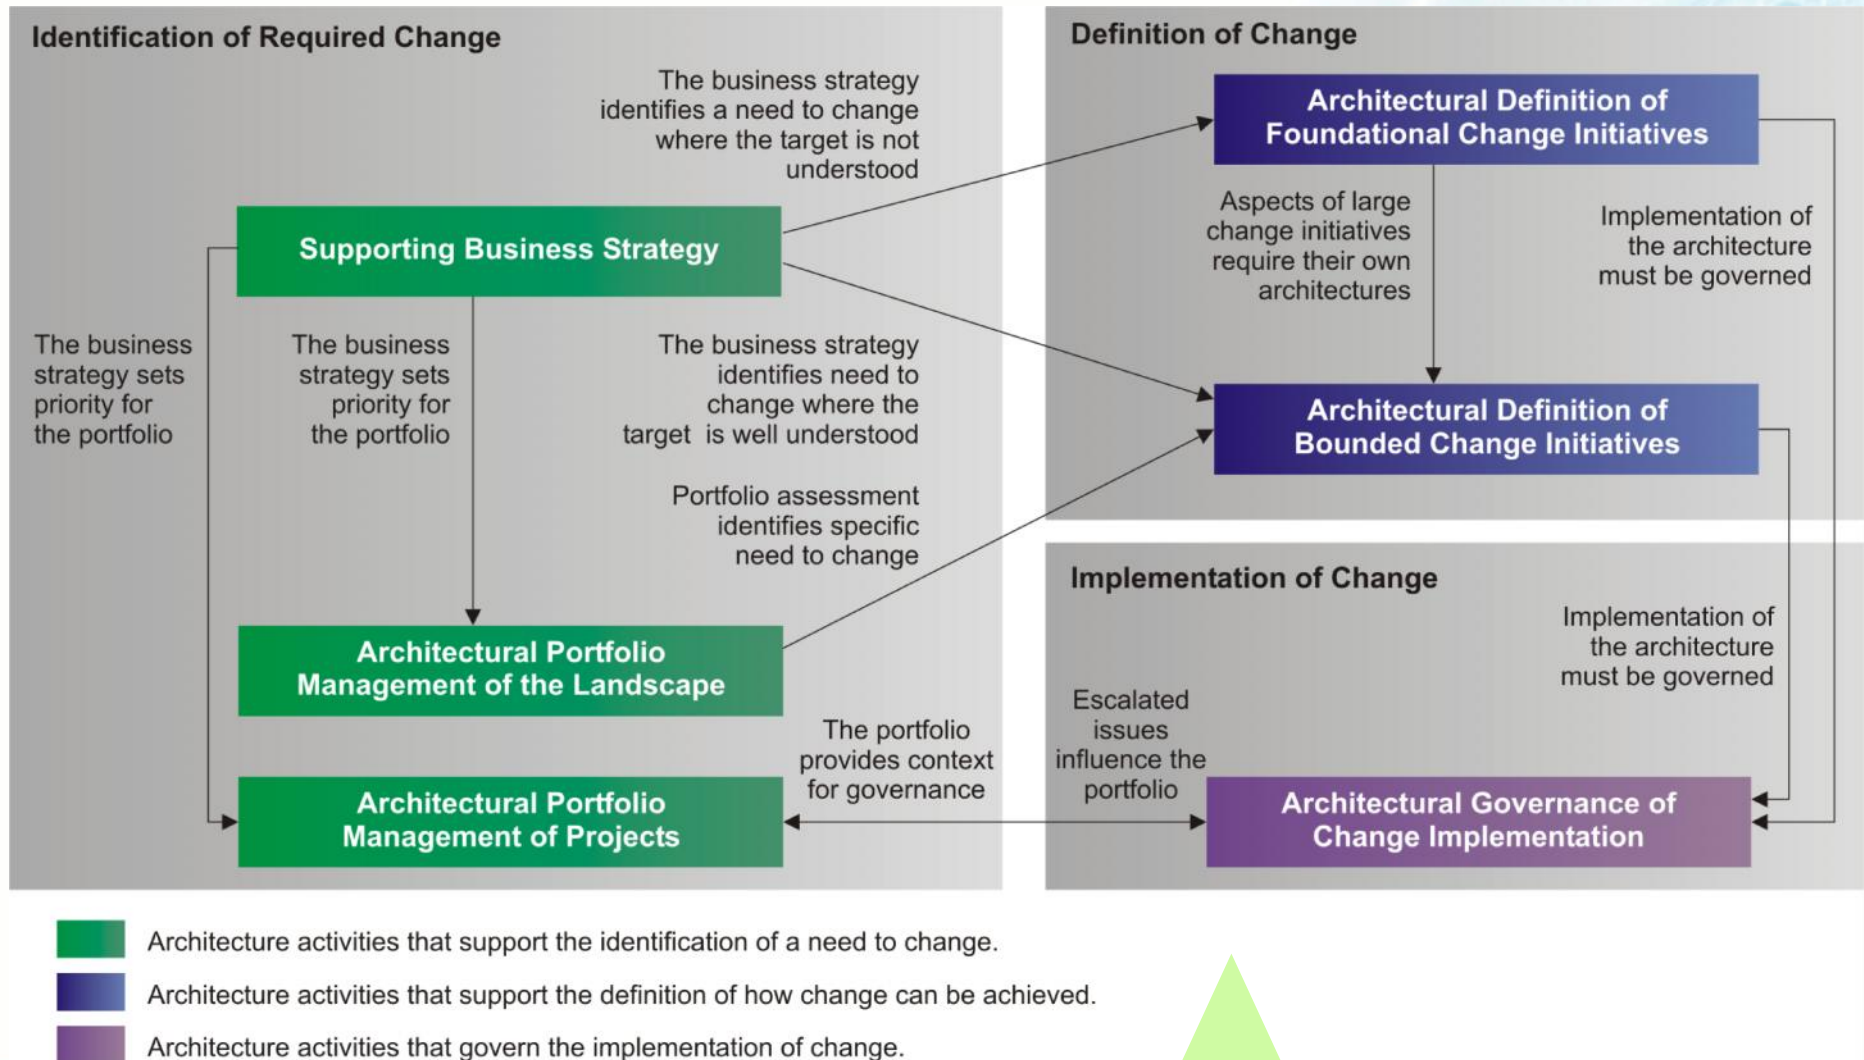 Identification of Required Change
The business strategy
identifies a need to change
where the target is not
understood
Supporting Business Strategy
The business
strategy sets
priority for
the portfolio
The business
strategy sets
priority for
the portfolio
The business strategy
identifies need to
change where the
target is well understood
Portfolio assessment
identifies specific
need to change
Architectural Portfolio
Management of the Landscape
The portfolio
provides context
for governance
Architectural Portfolio
Management of Projects
Definition of Change
Architectural Definition of
Foundational Change Initiatives
Aspects of large
change initiatives
require their own
architectures
Implementation of
the architecture
must be governed
Architectural Definition of
Bounded Change Initiatives
Implementation of Change
Implementation of
the architecture
must be governed
Escalated
issues
influence the
portfolio
Architectural Governance of
Change Implementation
Architecture activities that support the identification of a need to change.
Architecture activities that support the definition of how change can be achieved.
Architecture activities that govern the implementation of change.